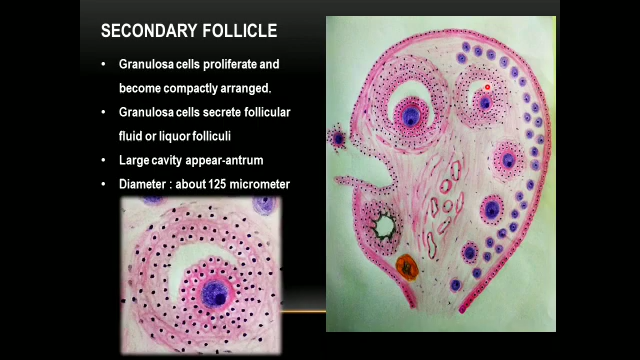 SECONDARY FOLLICLE
• Granulosa cells proliferate and
become compactly arranged.
• Granulosa cells secrete follicular
fluid or liquor folliculi
• Large cavity appear-antrum
• Diameter : about 125 micrometer